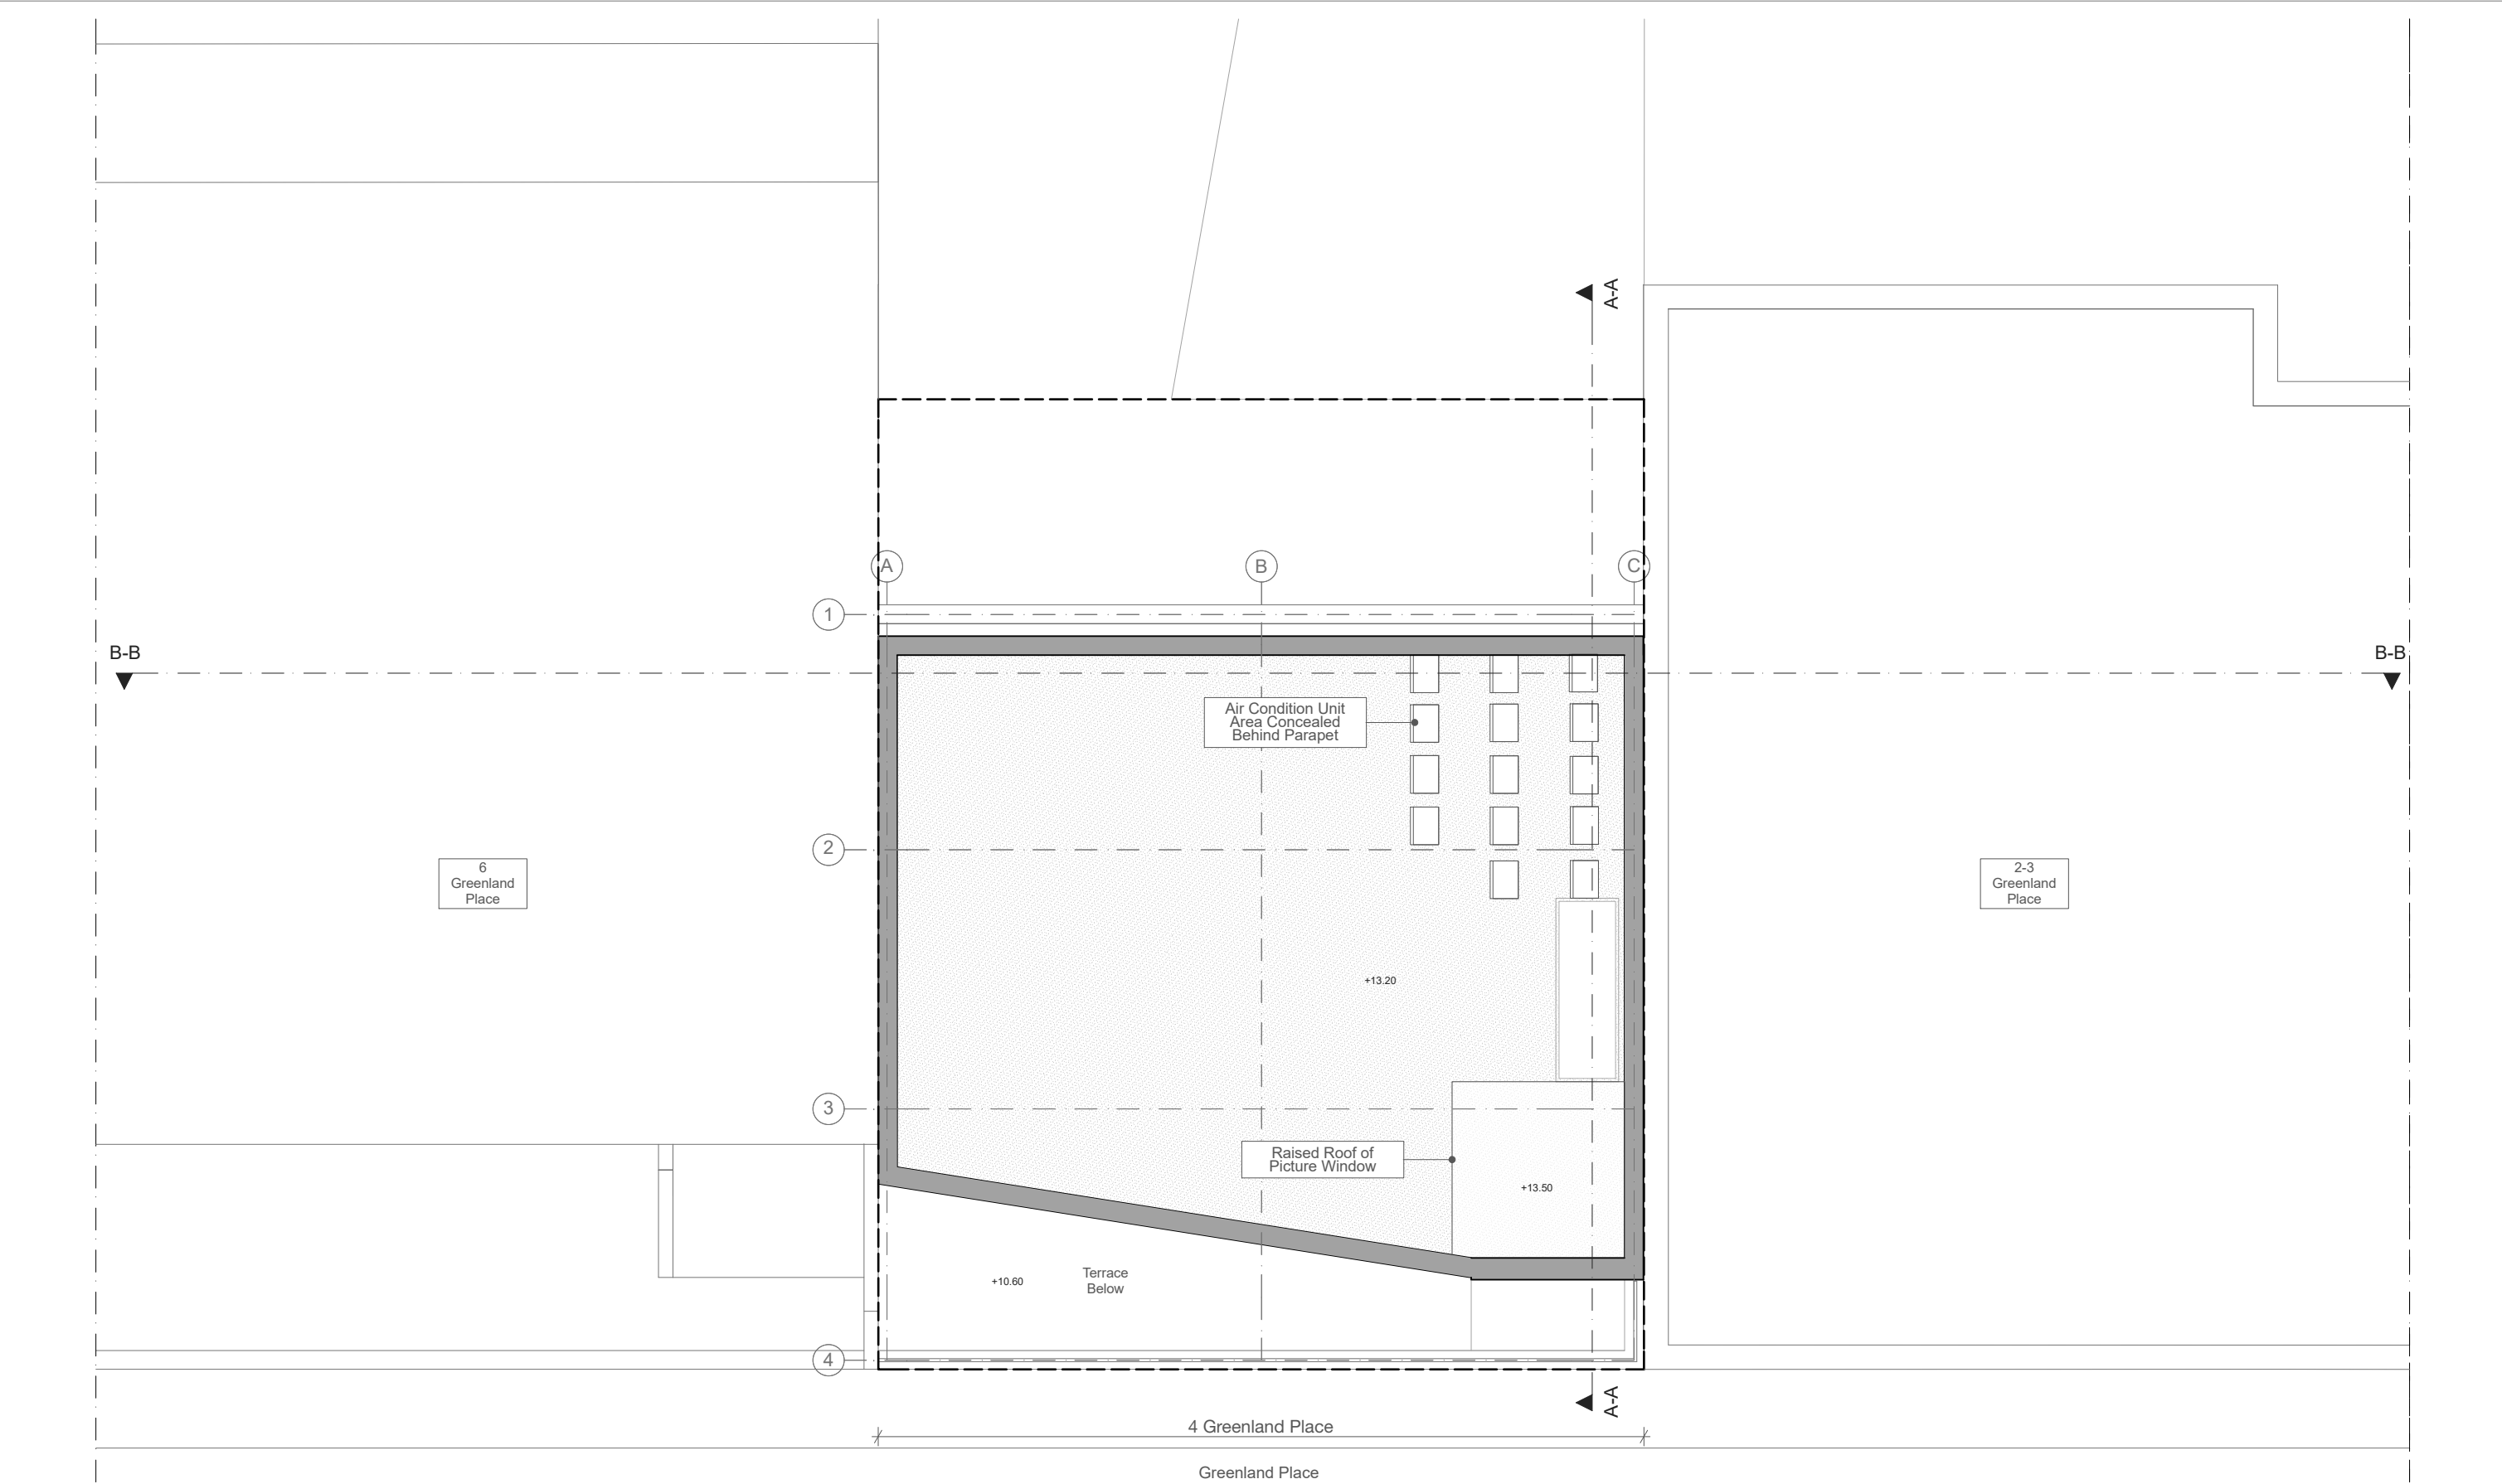 A-A
A
B
C
1
B-B
B-B
Air Condition Unit
Area Concealed
Behind Parapet
2
6
Greenland
Place
2-3
Greenland
Place
+13.20
3
Raised Roof of
Picture Window
+13.50
+10.60
Terrace
Below
4
A-A
4 Greenland Place
Greenland Place